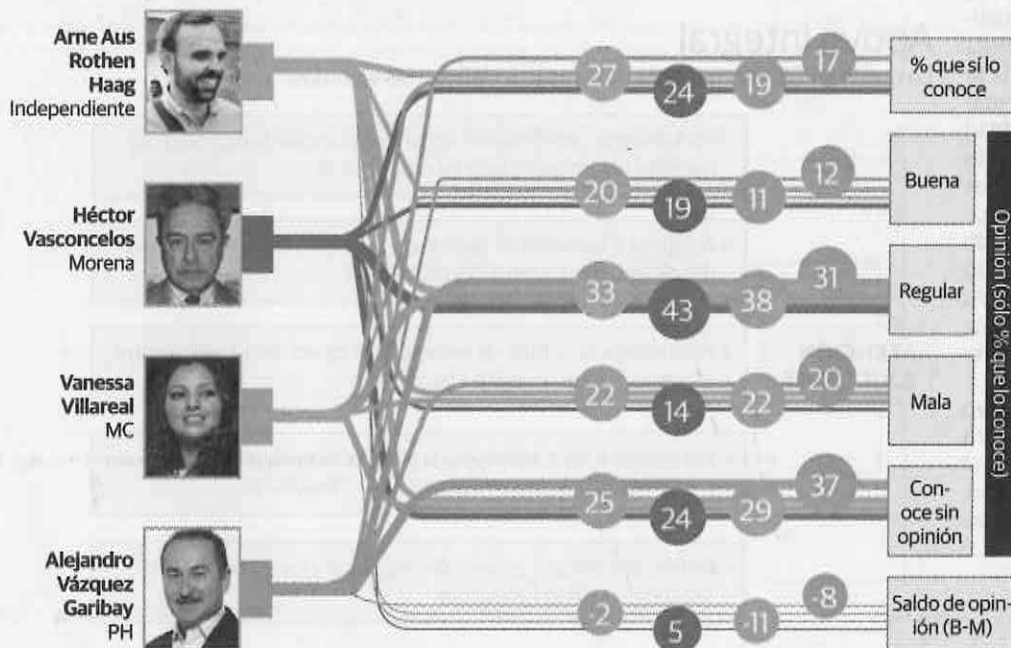 Arne Aus
Rothen
Haag
Independiente
Héctor
Vasconcelos
Morena
Vanessa
Villareal
MC
Alejandro
Vázquez
Garibay
PH
27 24 19 17
% que sí lo
conoce
20 19 11 12
Buena
33 43 38 31
Regular
22 14 22 20
Mala
25 24 29 37
Con-
oce sin
opinión
-2 5 -11 -8
Saldo de opin-
ión (B-M)
Opinión (sólo % que lo conoce)